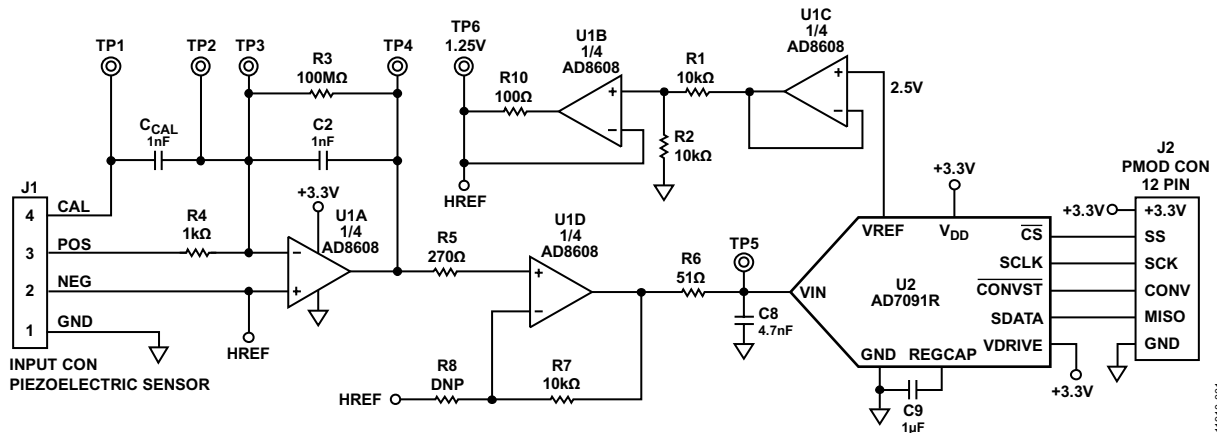 TP1
TP2
TP3
TP4
R3
100MΩ
CCAL
1nF
C2
1nF
TP6
1.25V
R10
100Ω
U1B
1/4
AD8608
+
−
R1
10kΩ
R2
10kΩ
U1C
1/4
AD8608
+
−
2.5V
HREF
J1
4
3
2
1
CAL
POS
NEG
GND
INPUT CON
PIEZOELECTRIC SENSOR
R4
1kΩ
+3.3V
U1A
1/4
AD8608
−
+
HREF
R5
270Ω
U1D
1/4
AD8608
+
−
HREF
R8
DNP
R7
10kΩ
R6
51Ω
TP5
C8
4.7nF
+3.3V
VREF
VDD
CS
SCLK
CONVST
SDATA
VDRIVE
VIN
U2
AD7091R
GND
REGCAP
C9
1µF
+3.3V
J2
PMOD CON
12 PIN
+3.3V
+3.3V
SS
SCK
CONV
MISO
GND